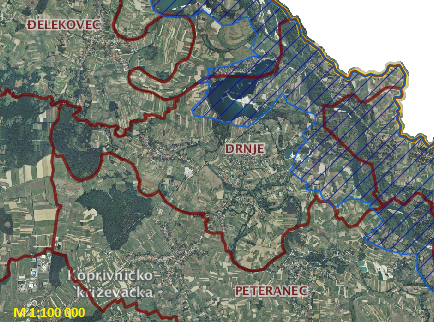 ĐELEKOVEC
DRNJE
Koprivničko
križevačka
PETERANEC
M 1:100 000